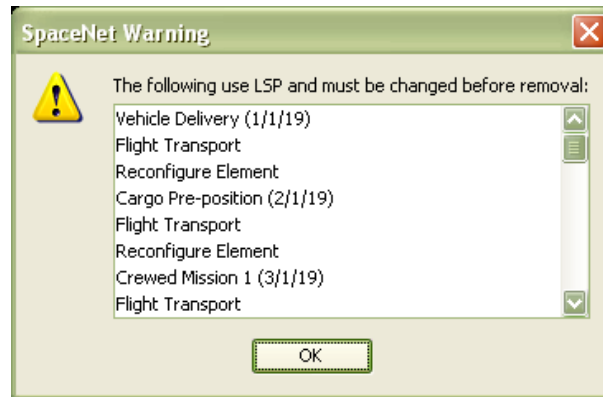 SpaceNet Warning
The following use LSP and must be changed before removal:
Vehicle Delivery (1/1/19)
Flight Transport
Reconfigure Element
Cargo Pre-position (2/1/19)
Flight Transport
Reconfigure Element
Crewed Mission 1 (3/1/19)
Flight Transport
OK